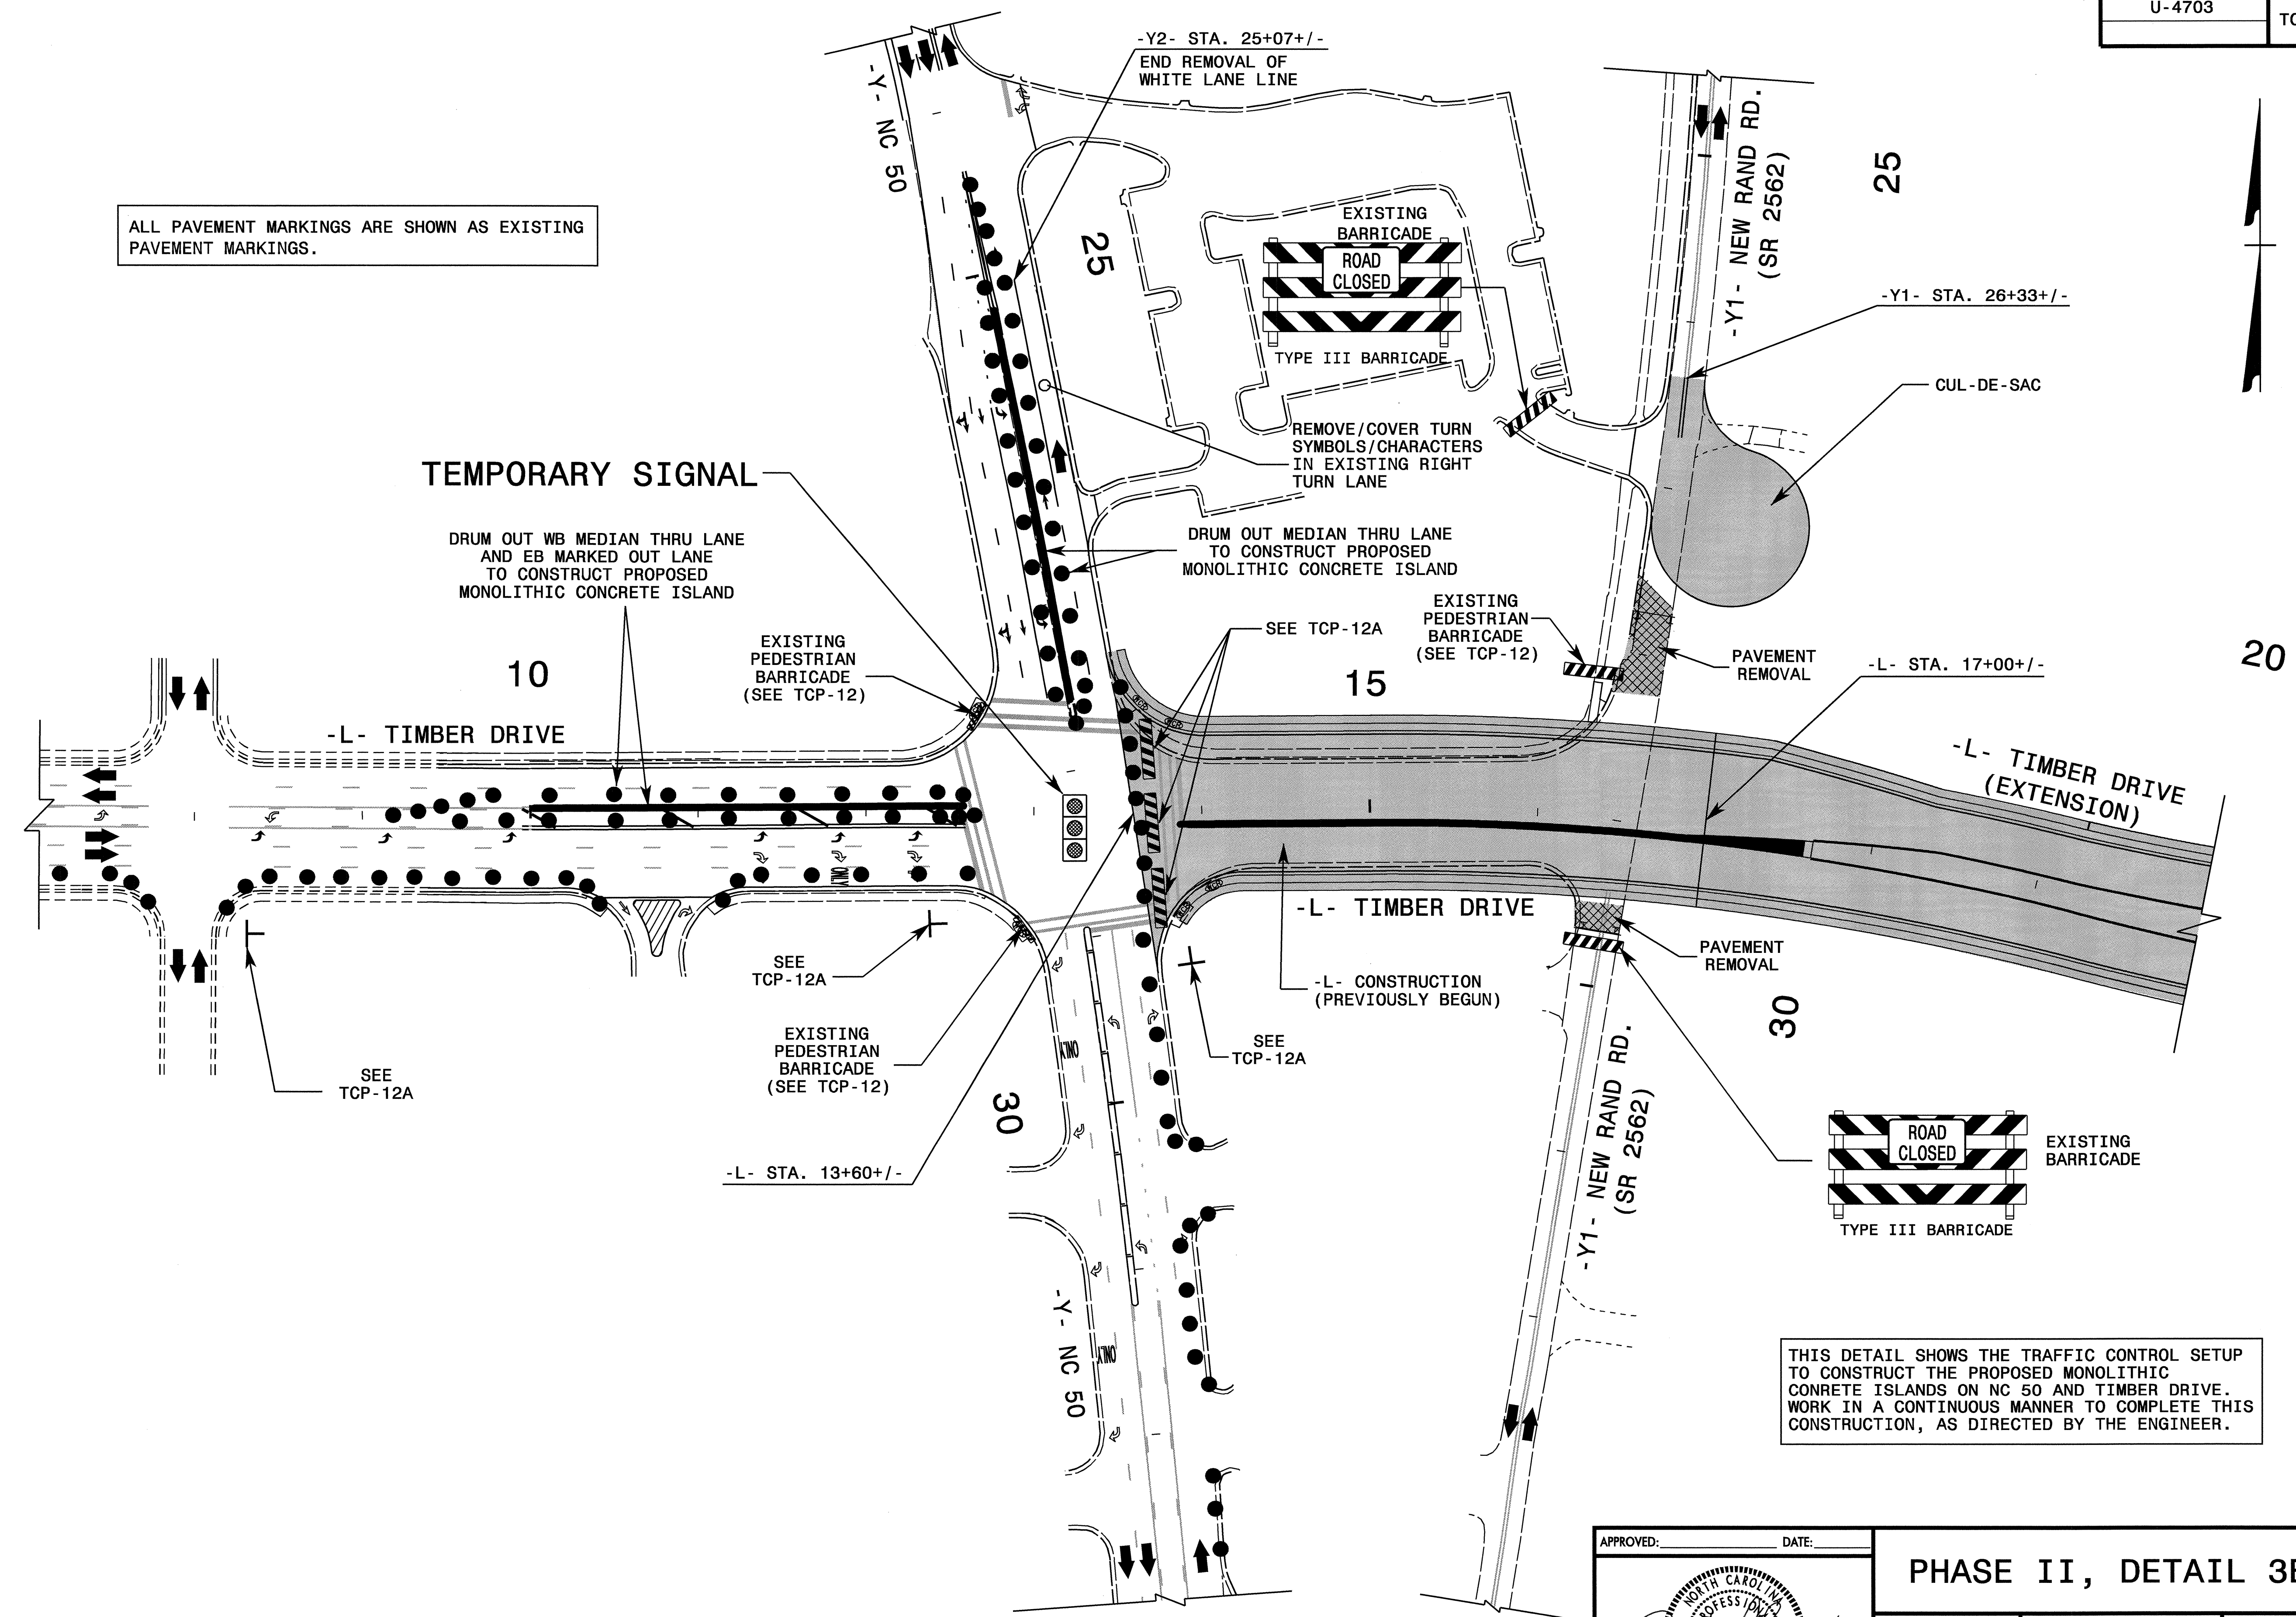 U-4703
-Y2- STA. 25+07+/-
END REMOVAL OF
WHITE LANE LINE
-Y- NC 50
25
-Y1- NEW RAND RD.
(SR 2562)
25
ALL PAVEMENT MARKINGS ARE SHOWN AS EXISTING
PAVEMENT MARKINGS.
EXISTING
BARRICADE
ROAD
CLOSED
TYPE III BARRICADE
-Y1- STA. 26+33+/-
CUL-DE-SAC
REMOVE/COVER TURN
SYMBOLS/CHARACTERS
IN EXISTING RIGHT
TURN LANE
TEMPORARY SIGNAL
DRUM OUT WB MEDIAN THRU LANE
AND EB MARKED OUT LANE
TO CONSTRUCT PROPOSED
MONOLITHIC CONCRETE ISLAND
DRUM OUT MEDIAN THRU LANE
TO CONSTRUCT PROPOSED
MONOLITHIC CONCRETE ISLAND
EXISTING
PEDESTRIAN
BARRICADE
(SEE TCP-12)
SEE TCP-12A
EXISTING
PEDESTRIAN
BARRICADE
(SEE TCP-12)
PAVEMENT
REMOVAL
-L- STA. 17+00+/-
20
10
15
-L- TIMBER DRIVE
-L- TIMBER DRIVE
(EXTENSION)
ONLY
-L- TIMBER DRIVE
SEE
TCP-12A
-L- CONSTRUCTION
(PREVIOUSLY BEGUN)
PAVEMENT
REMOVAL
30
EXISTING
PEDESTRIAN
BARRICADE
(SEE TCP-12)
SEE
TCP-12A
SEE
TCP-12A
ONLY
30
-L- STA. 13+60+/-
-Y1- NEW RAND RD.
(SR 2562)
ROAD
CLOSED
EXISTING
BARRICADE
TYPE III BARRICADE
-Y- NC 50
ONLY
THIS DETAIL SHOWS THE TRAFFIC CONTROL SETUP
TO CONSTRUCT THE PROPOSED MONOLITHIC
CONRETE ISLANDS ON NC 50 AND TIMBER DRIVE.
WORK IN A CONTINUOUS MANNER TO COMPLETE THIS
CONSTRUCTION, AS DIRECTED BY THE ENGINEER.
APPROVED: DATE:
NORTH CAROLINA
PHASE II, DETAIL